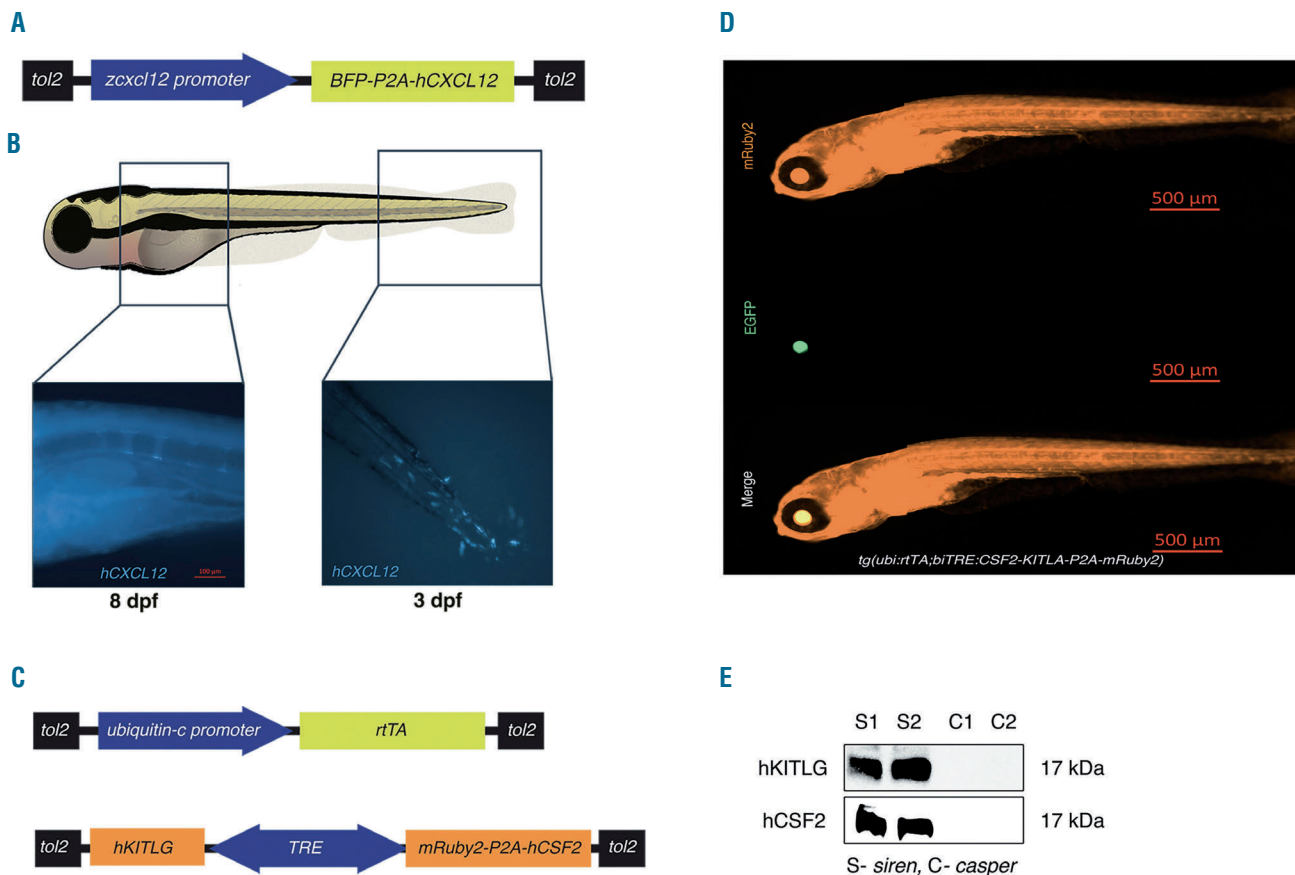 A
tol2 zcxcl12 promoter BFP-P2A-hCXCL12 tol2
B
hCXCL12
100 µm
8 dpf
hCXCL12
3 dpf
C
tol2 ubiquitin-c promoter rtTA tol2
tol2 hKITLG TRE mRuby2-P2A-hCSF2 tol2
D
mRuby2
500 µm
EGFP
500 µm
Merge
500 µm
tg(ubi:rtTA;biTRE:CSF2-KITLA-P2A-mRuby2)
E
S1 S2 C1 C2
hKITLG 17 kDa
hCSF2 17 kDa
S- siren, C- casper